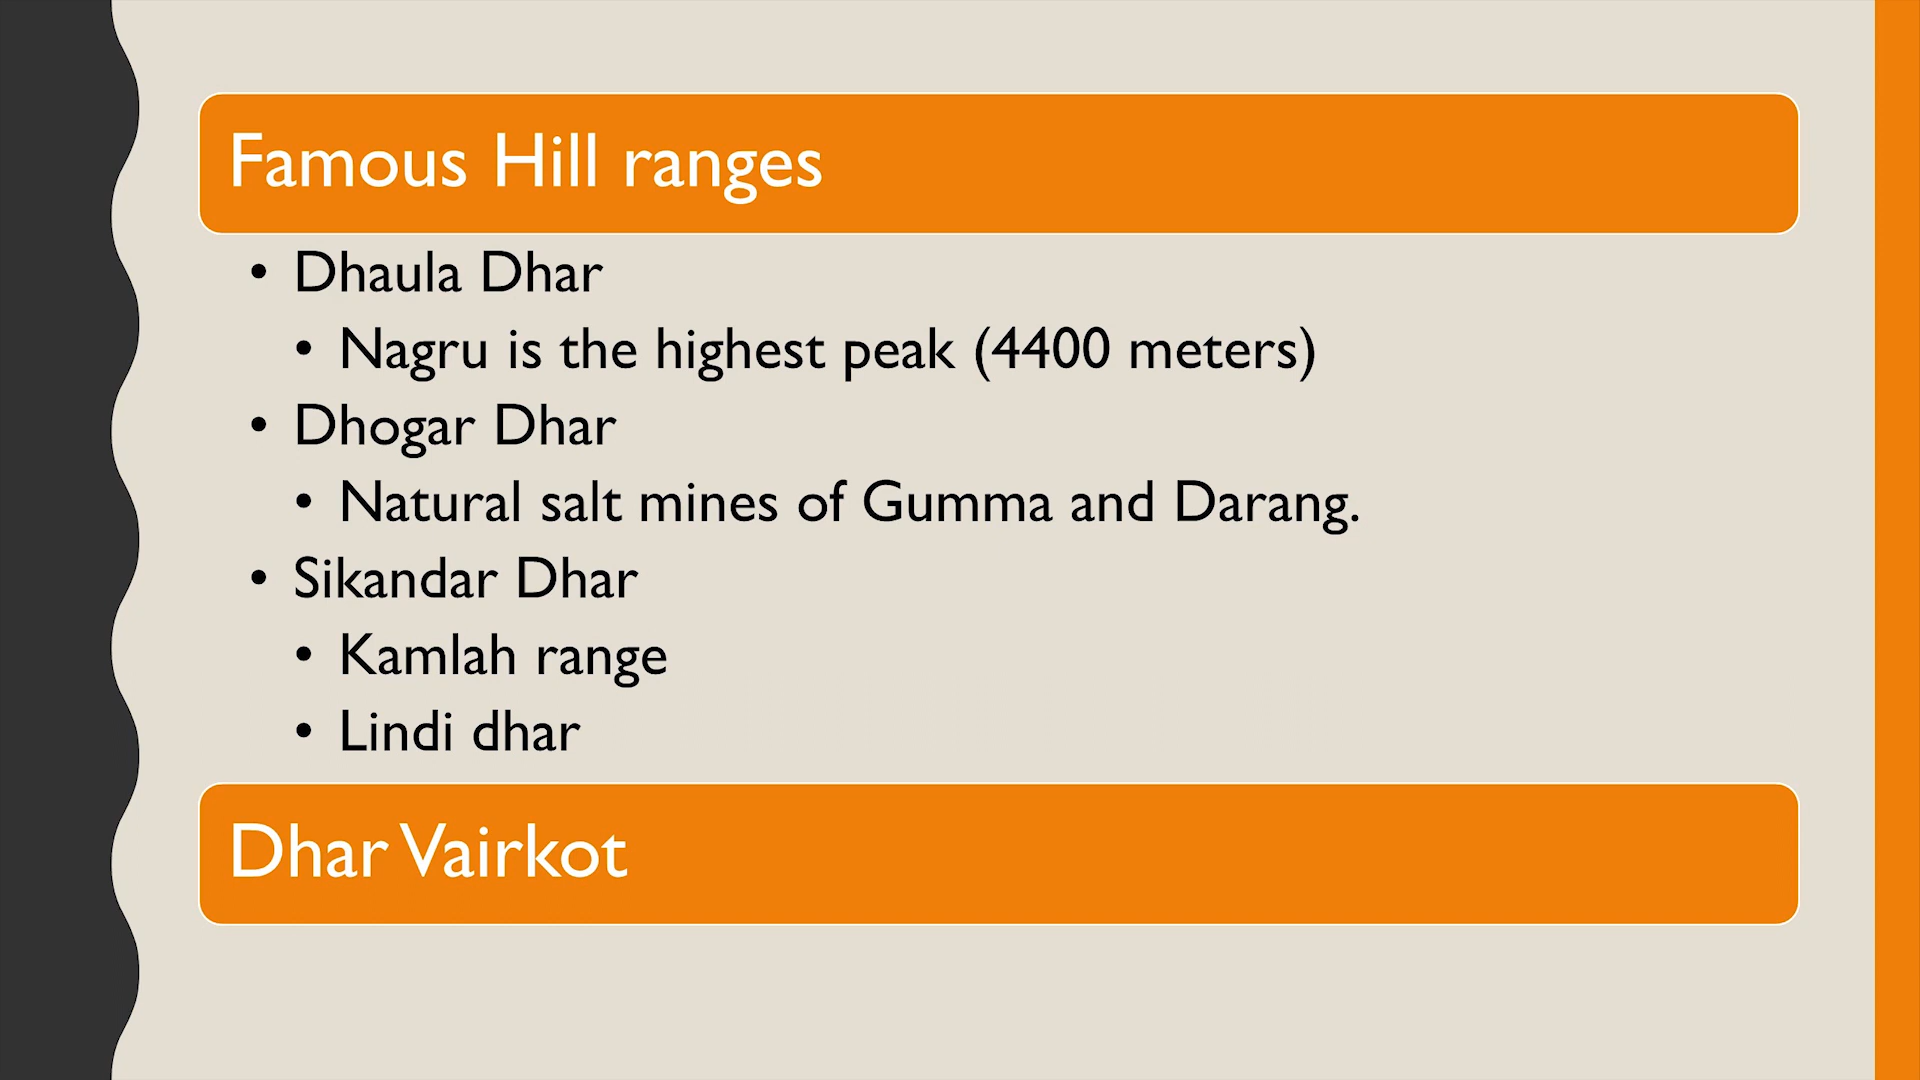 Famous Hill ranges
• Dhaula Dhar
• Nagru is the highest peak (4400 meters)
• Dhogar Dhar
• Natural salt mines of Gumma and Darang.
• Sikandar Dhar
• Kamlah range
• Lindi dhar
Dhar Vairkot